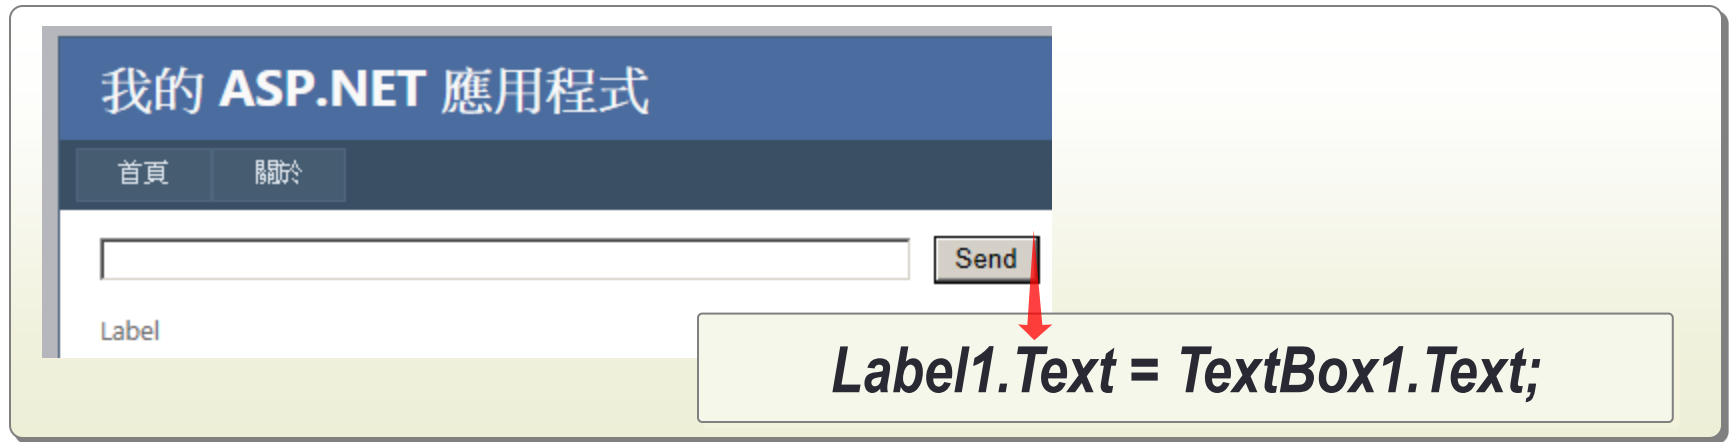 我的 ASP.NET 應用程式
首頁 關於
Send
Label
Label1.Text = TextBox1.Text;